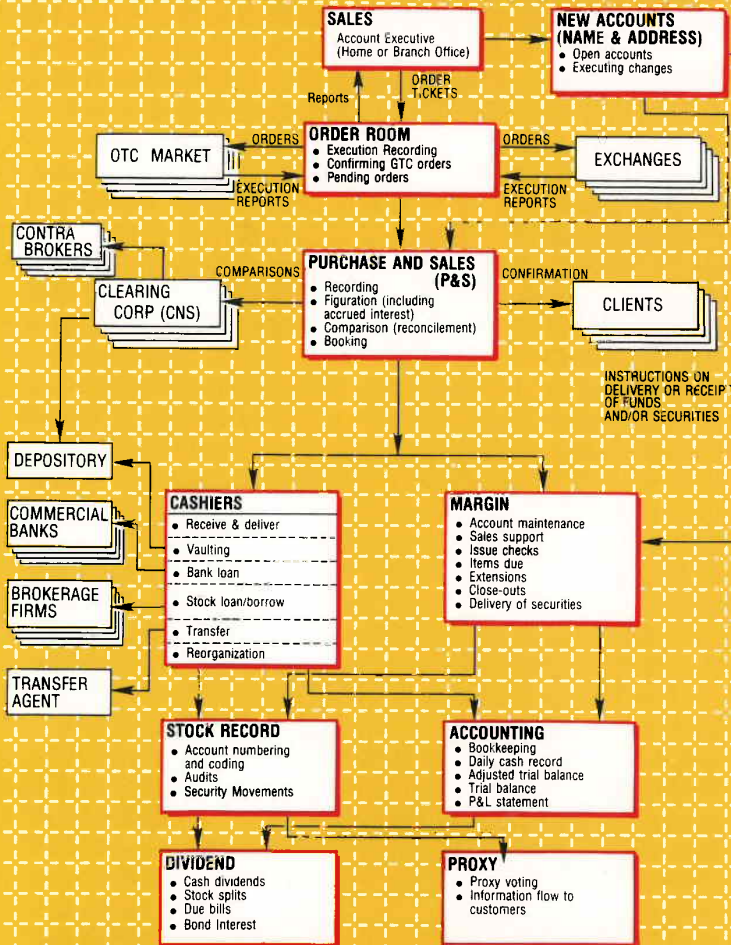 SALES
Account Executive
(Home or Branch Office)
NEW ACCOUNTS
(NAME & ADDRESS)
• Open accounts
• Executing changes
Reports
ORDER
TICKETS
OTC MARKET
ORDERS
EXECUTION
REPORTS
ORDER ROOM
• Execution Recording
• Confirming GTC orders
• Pending orders
ORDERS
EXECUTION
REPORTS
EXCHANGES
CONTRA
BROKERS
CLEARING
CORP (CNS)
COMPARISONS
PURCHASE AND SALES
(P&S)
• Recording
• Figuration (including
accrued interest)
• Comparison (reconcilement)
• Booking
CONFIRMATION
CLIENTS
INSTRUCTIONS ON
DELIVERY OR RECEIPT
OF FUNDS
AND/OR SECURITIES
DEPOSITORY
COMMERCIAL
BANKS
BROKERAGE
FIRMS
TRANSFER
AGENT
CASHIERS
• Receive & deliver
• Vaulting
• Bank loan
• Stock loan/borrow
• Transfer
• Reorganization
MARGIN
• Account maintenance
• Sales support
• Issue checks
• Items due
• Extensions
• Close-outs
• Delivery of securities
STOCK RECORD
• Account numbering
and coding
• Audits
• Security Movements
ACCOUNTING
• Bookkeeping
• Daily cash record
• Adjusted trial balance
• Trial balance
• P&L statement
DIVIDEND
• Cash dividends
• Stock splits
• Due bills
• Bond Interest
PROXY
• Proxy voting
• Information flow to
customers